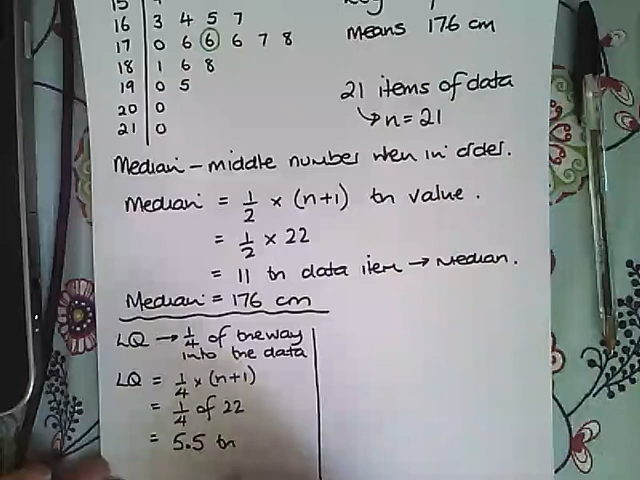 16 | 3 4 5 7
means 176 cm
17 | 0 6 6 6 7 8
18 | 1 6 8
19 | 0 5
20 | 0
21 | 0
21 items of data
↳ n = 21
Median - middle number when in order.
Median = 1/2 × (n+1) th value.
= 1/2 × 22
= 11 th data item → Median.
Median = 176 cm
LQ → 1/4 of the way
into the data
LQ = 1/4 × (n+1)
= 1/4 of 22
= 5.5 th